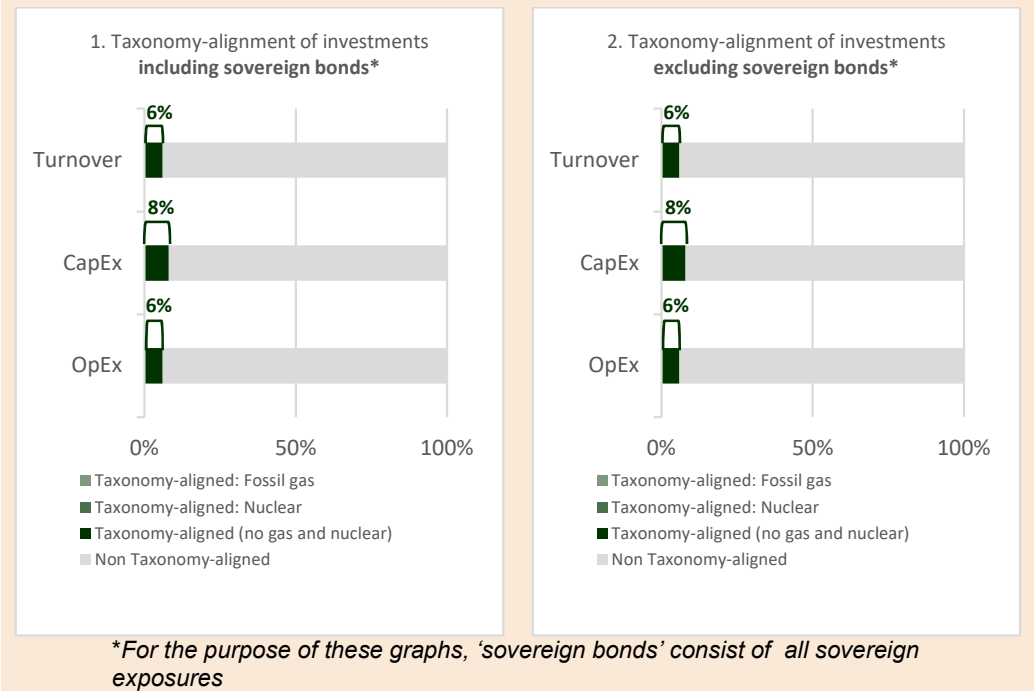 1. Taxonomy-alignment of investments
including sovereign bonds*
6%
Turnover
8%
CapEx
6%
OpEx
0% 50% 100%
Taxonomy-aligned: Fossil gas
Taxonomy-aligned: Nuclear
Taxonomy-aligned (no gas and nuclear)
Non Taxonomy-aligned
2. Taxonomy-alignment of investments
excluding sovereign bonds*
6%
Turnover
8%
CapEx
6%
OpEx
0% 50% 100%
Taxonomy-aligned: Fossil gas
Taxonomy-aligned: Nuclear
Taxonomy-aligned (no gas and nuclear)
Non Taxonomy-aligned
*For the purpose of these graphs, ‘sovereign bonds’ consist of all sovereign
exposures